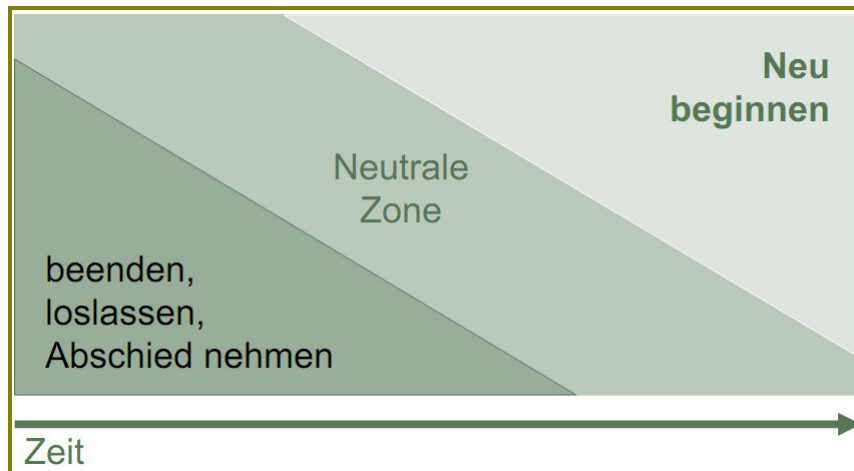 Neu
beginnen
Neutrale
Zone
beenden,
loslassen,
Abschied nehmen
Zeit